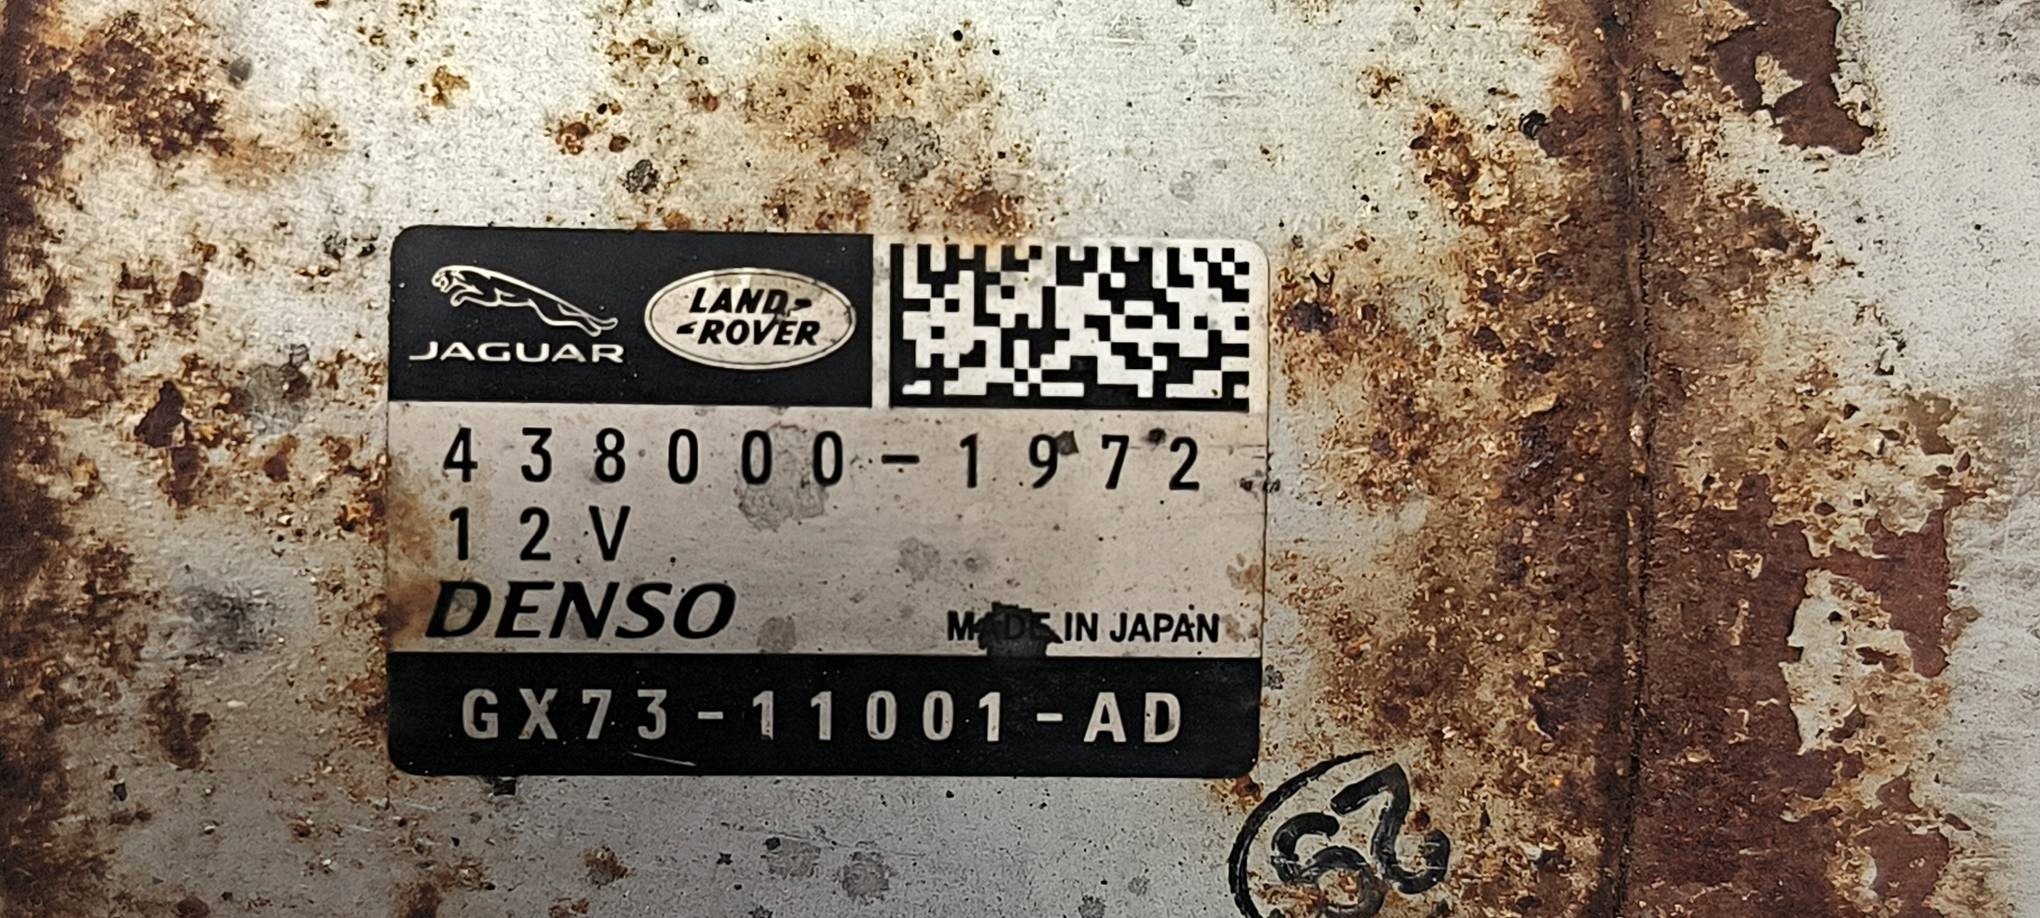 JAGUAR
LAND
ROVER
438000-1972
12V
DENSO
MADE IN JAPAN
GX73-11001-AD